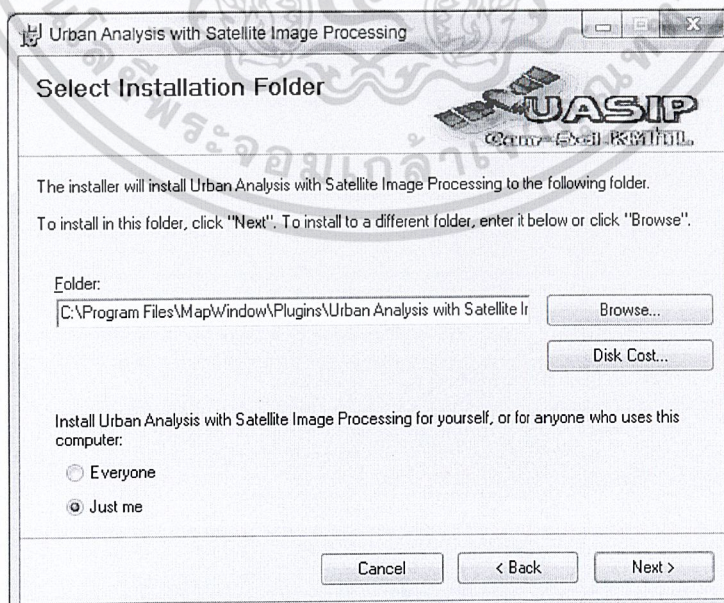 Urban Analysis with Satellite Image Processing
Select Installation Folder
UASIP
The installer will install Urban Analysis with Satellite Image Processing to the following folder.
To install in this folder, click "Next". To install to a different folder, enter it below or click "Browse".
Folder:
C:\Program Files\MapWindow\Plugins\Urban Analysis with Satellite Ir
Browse...
Disk Cost...
Install Urban Analysis with Satellite Image Processing for yourself, or for anyone who uses this
computer:
Everyone
Just me
Cancel
< Back
Next >